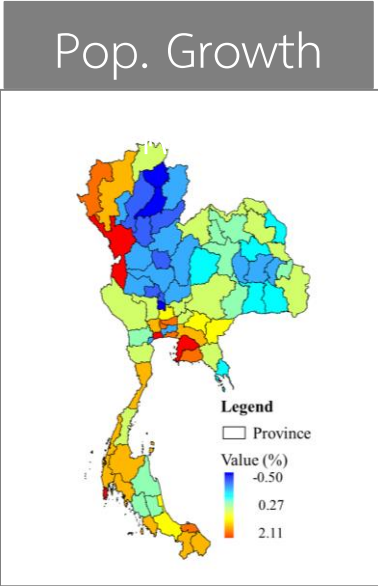 Pop. Growth
Legend
Province
Value (%)
-0.50
0.27
2.11